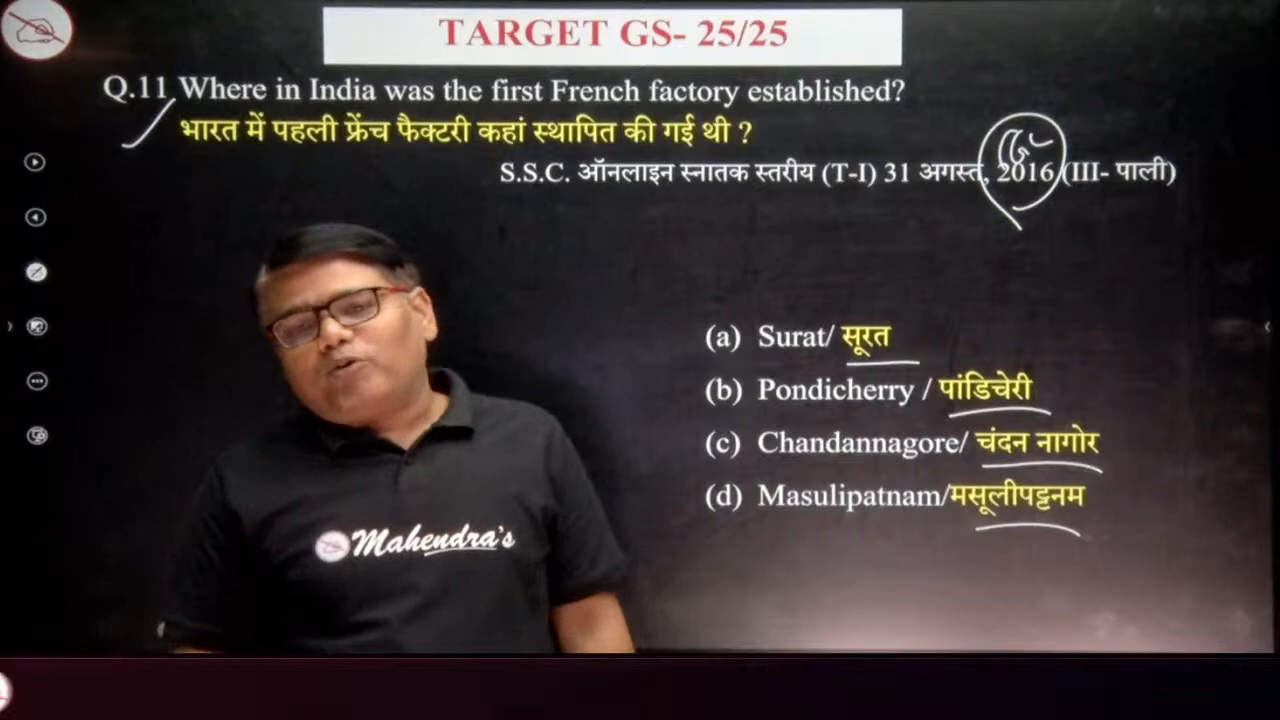 TARGET GS- 25/25
Q.11 Where in India was the first French factory established?
भारत में पहली फ्रेंच फैक्टरी कहां स्थापित की गई थी ?
S.S.C. ऑनलाइन स्नातक स्तरीय (T-I) 31 अगस्त, 2016 (III- पाली)
(a) Surat/ सूरत
(b) Pondicherry / पांडिचेरी
(c) Chandannagore/ चंदन नागोर
(d) Masulipatnam/मसूलीपट्टनम
Mahendra's